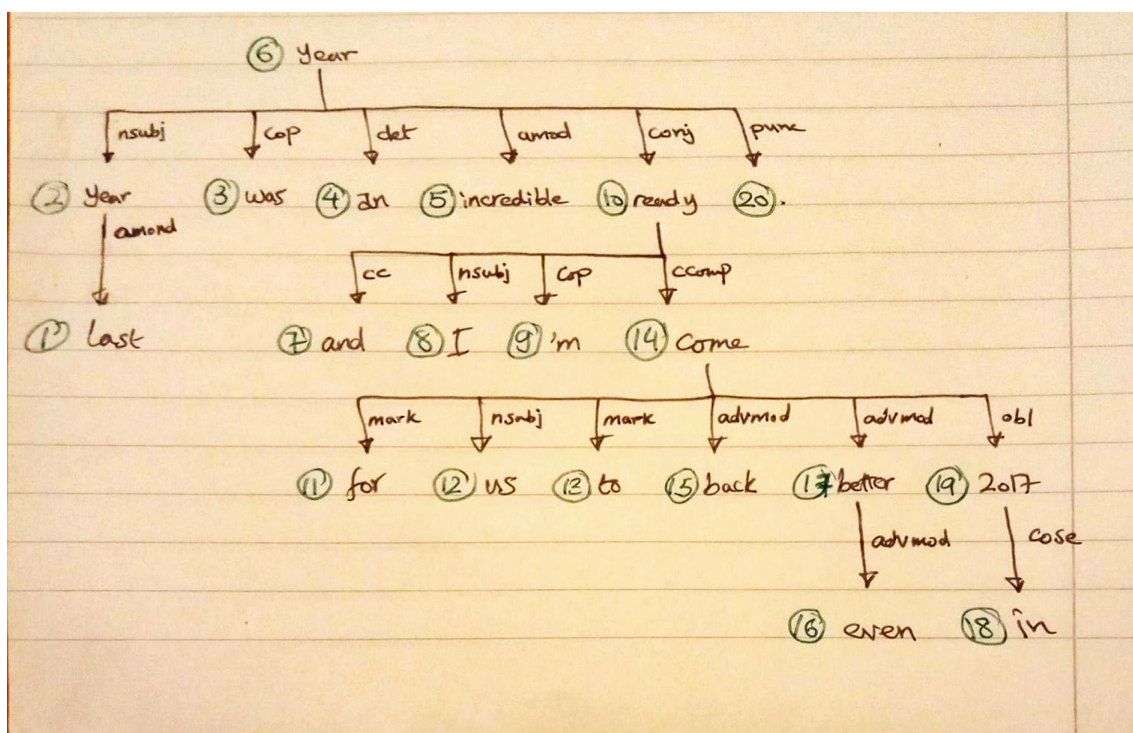 6 year
nsubj cop det amod conj punc
2 year 3 was 4 an 5 incredible 10 ready 20 .
amond
cc nsubj cop ccomp
1 last 7 and 8 I 9 'm 14 come
mark nsubj mark advmod advmod obl
11 for 12 us 13 to 15 back 17 better 19 2017
advmod cose
16 even 18 in